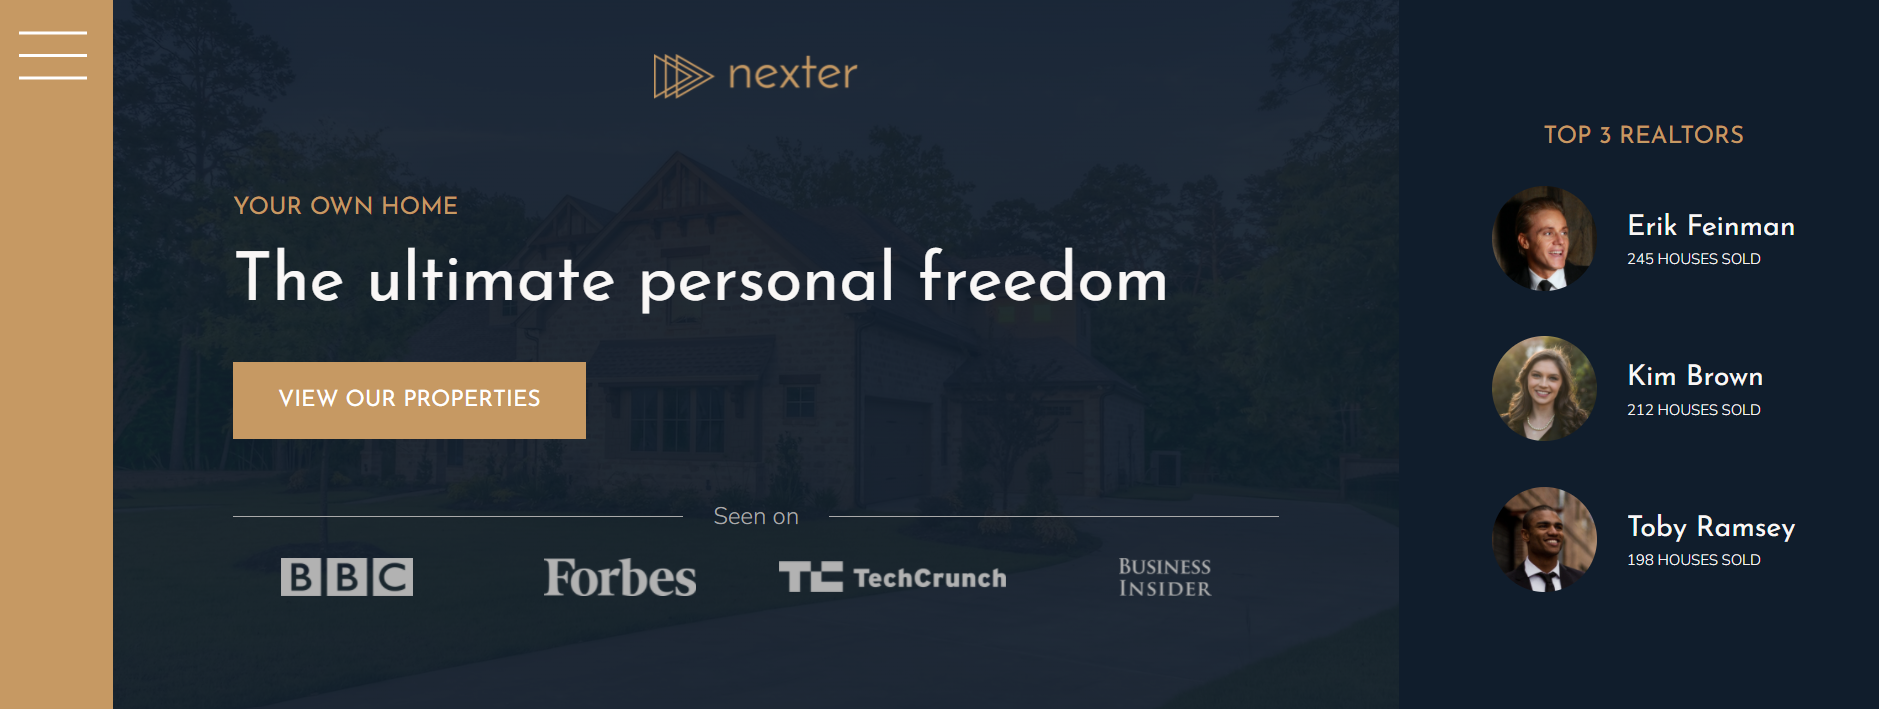 nexter
YOUR OWN HOME
The ultimate personal freedom
VIEW OUR PROPERTIES
Seen on
BBC
Forbes
TC TechCrunch
BUSINESS
INSIDER
TOP 3 REALTORS
Erik Feinman
245 HOUSES SOLD
Kim Brown
212 HOUSES SOLD
Toby Ramsey
198 HOUSES SOLD